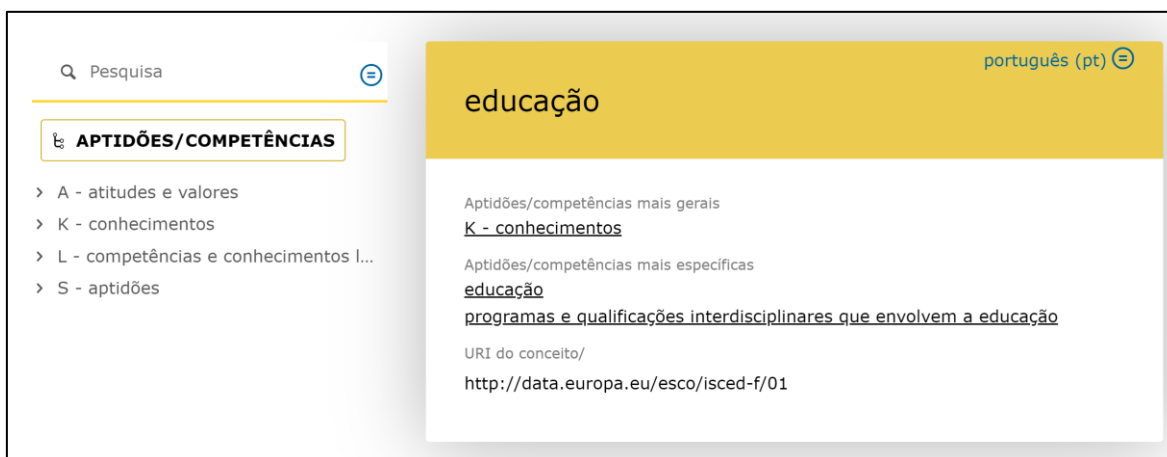 Pesquisa
APTIDÕES/COMPETÊNCIAS
A - atitudes e valores
K - conhecimentos
L - competências e conhecimentos l...
S - aptidões
português (pt)
educação
Aptidões/competências mais gerais
K - conhecimentos
Aptidões/competências mais específicas
educação
programas e qualificações interdisciplinares que envolvem a educação
URI do conceito/
http://data.europa.eu/esco/isced-f/01